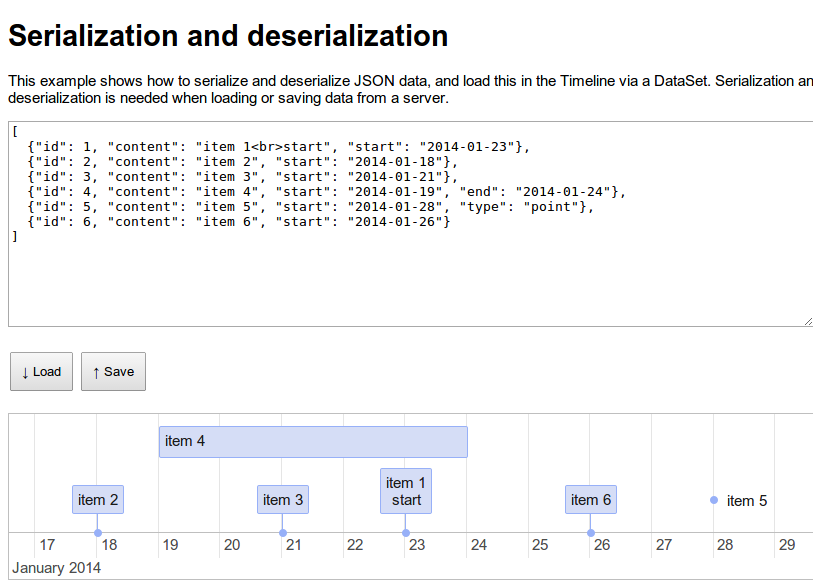 Serialization and deserialization
This example shows how to serialize and deserialize JSON data, and load this in the Timeline via a DataSet. Serialization an
deserialization is needed when loading or saving data from a server.
[
  {"id": 1, "content": "item 1<br>start", "start": "2014-01-23"},
  {"id": 2, "content": "item 2", "start": "2014-01-18"},
  {"id": 3, "content": "item 3", "start": "2014-01-21"},
  {"id": 4, "content": "item 4", "start": "2014-01-19", "end": "2014-01-24"},
  {"id": 5, "content": "item 5", "start": "2014-01-28", "type": "point"},
  {"id": 6, "content": "item 6", "start": "2014-01-26"}
]
↓ Load ↑ Save
item 4
item 2 item 3 item 1
start item 6 item 5
17 18 19 20 21 22 23 24 25 26 27 28 29
January 2014